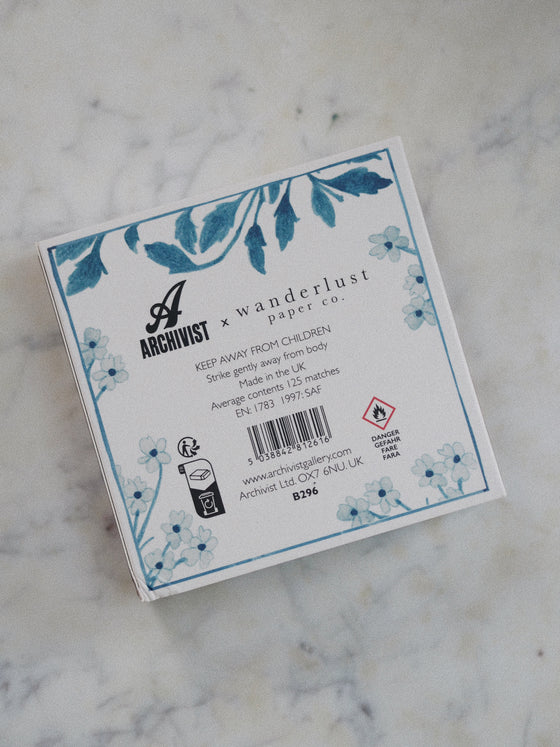 A
ARCHIVIST x wanderlust
paper co.
KEEP AWAY FROM CHILDREN
Strike gently away from body
Made in the UK
Average contents 125 matches
EN: 1783 1997: SAF
5 038842 812616
www.archivistgallery.com
Archivist Ltd. OX7 6NU. UK
B296
DANGER
GEFAHR
FARE
FARA